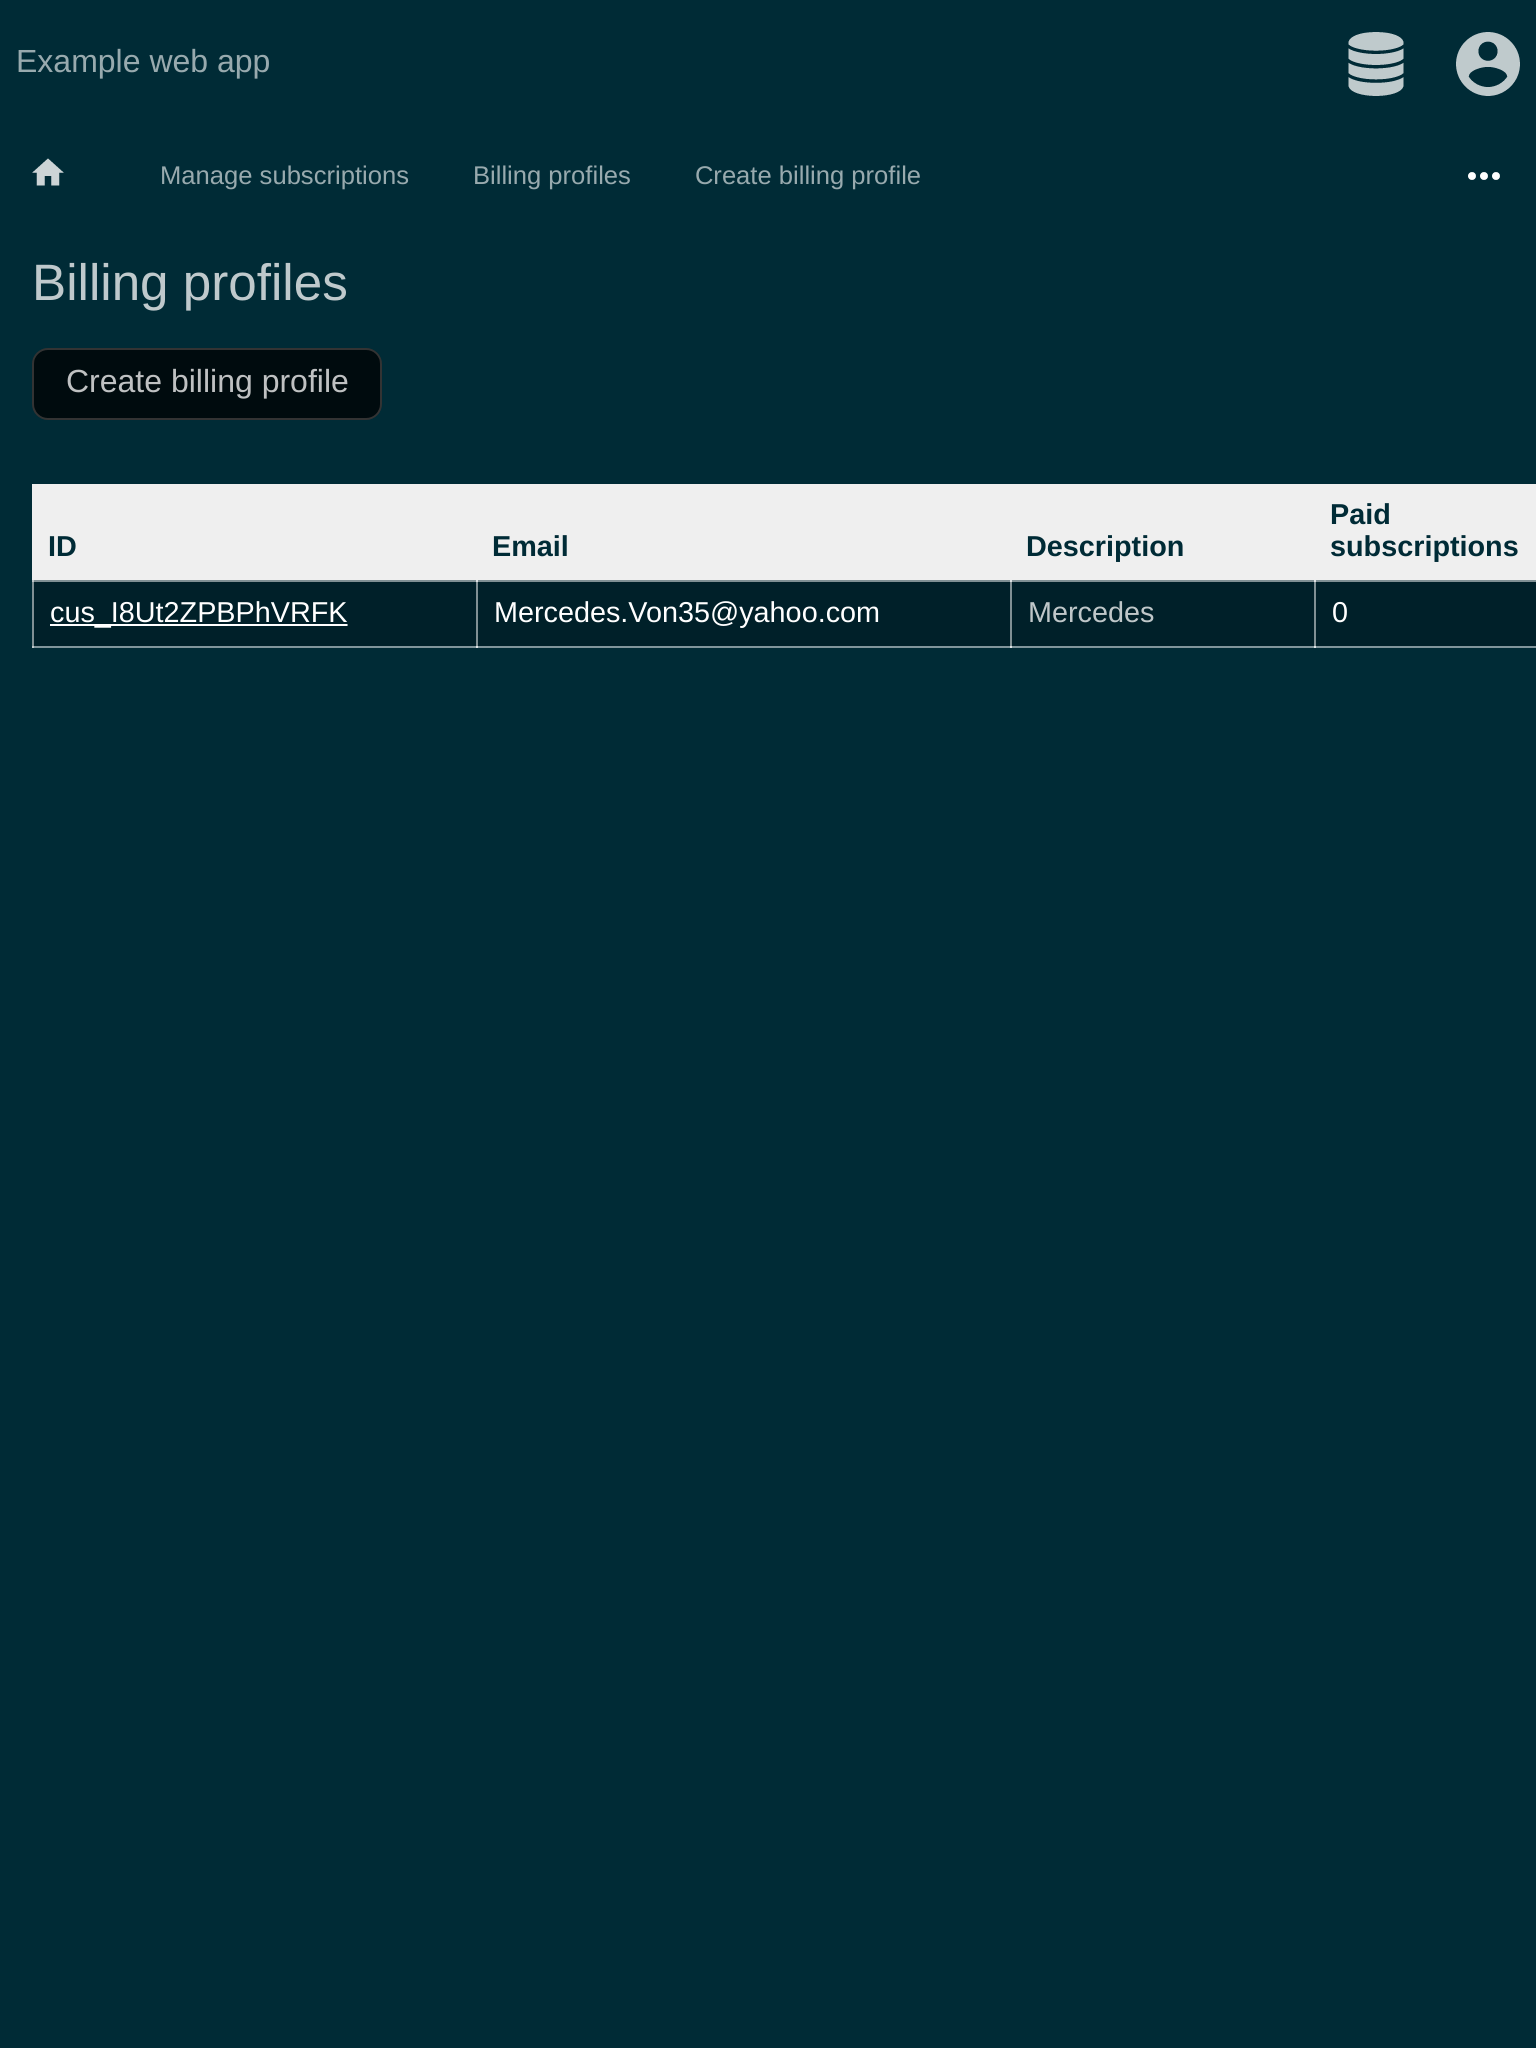 Example web app
Manage subscriptions Billing profiles Create billing profile
Billing profiles
Create billing profile
ID Email Description Paid subscriptions
cus_I8Ut2ZPBPhVRFK Mercedes.Von35@yahoo.com Mercedes 0